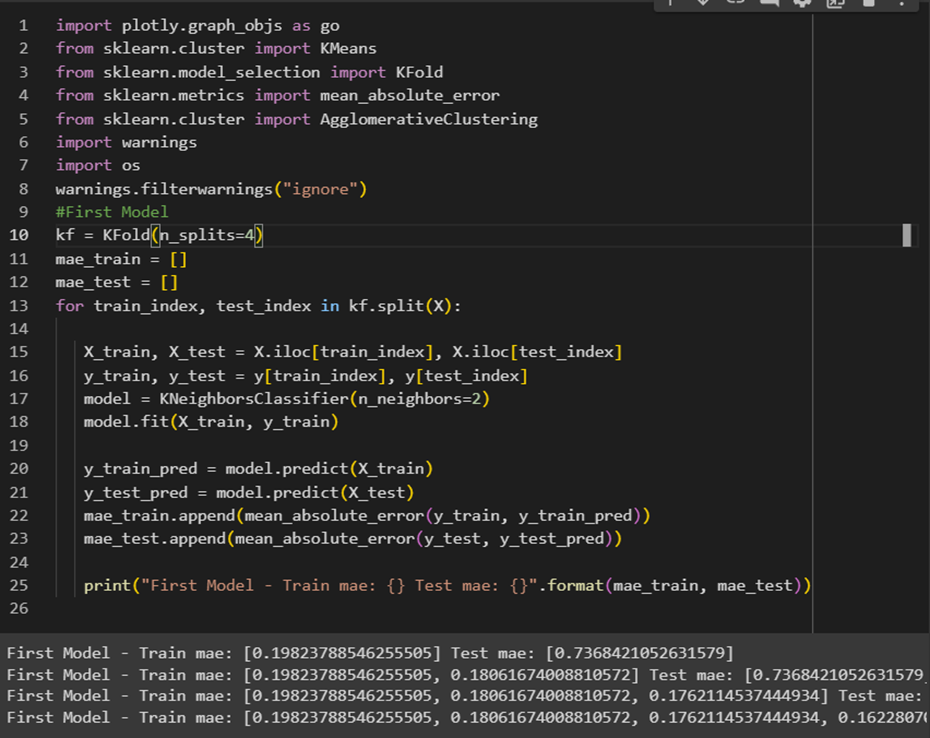 1 import plotly.graph_objs as go
2 from sklearn.cluster import KMeans
3 from sklearn.model_selection import KFold
4 from sklearn.metrics import mean_absolute_error
5 from sklearn.cluster import AgglomerativeClustering
6 import warnings
7 import os
8 warnings.filterwarnings("ignore")
9 #First Model
10 kf = KFold(n_splits=4)
11 mae_train = []
12 mae_test = []
13 for train_index, test_index in kf.split(X):
14
15 X_train, X_test = X.iloc[train_index], X.iloc[test_index]
16 y_train, y_test = y[train_index], y[test_index]
17 model = KNeighborsClassifier(n_neighbors=2)
18 model.fit(X_train, y_train)
19
20 y_train_pred = model.predict(X_train)
21 y_test_pred = model.predict(X_test)
22 mae_train.append(mean_absolute_error(y_train, y_train_pred))
23 mae_test.append(mean_absolute_error(y_test, y_test_pred))
24
25 print("First Model - Train mae: {} Test mae: {}".format(mae_train, mae_test))
26
First Model - Train mae: [0.19823788546255505] Test mae: [0.7368421052631579]
First Model - Train mae: [0.19823788546255505, 0.18061674008810572] Test mae: [0.7368421052631579,
First Model - Train mae: [0.19823788546255505, 0.18061674008810572, 0.1762114537444934] Test mae:
First Model - Train mae: [0.19823788546255505, 0.18061674008810572, 0.1762114537444934, 0.1622807